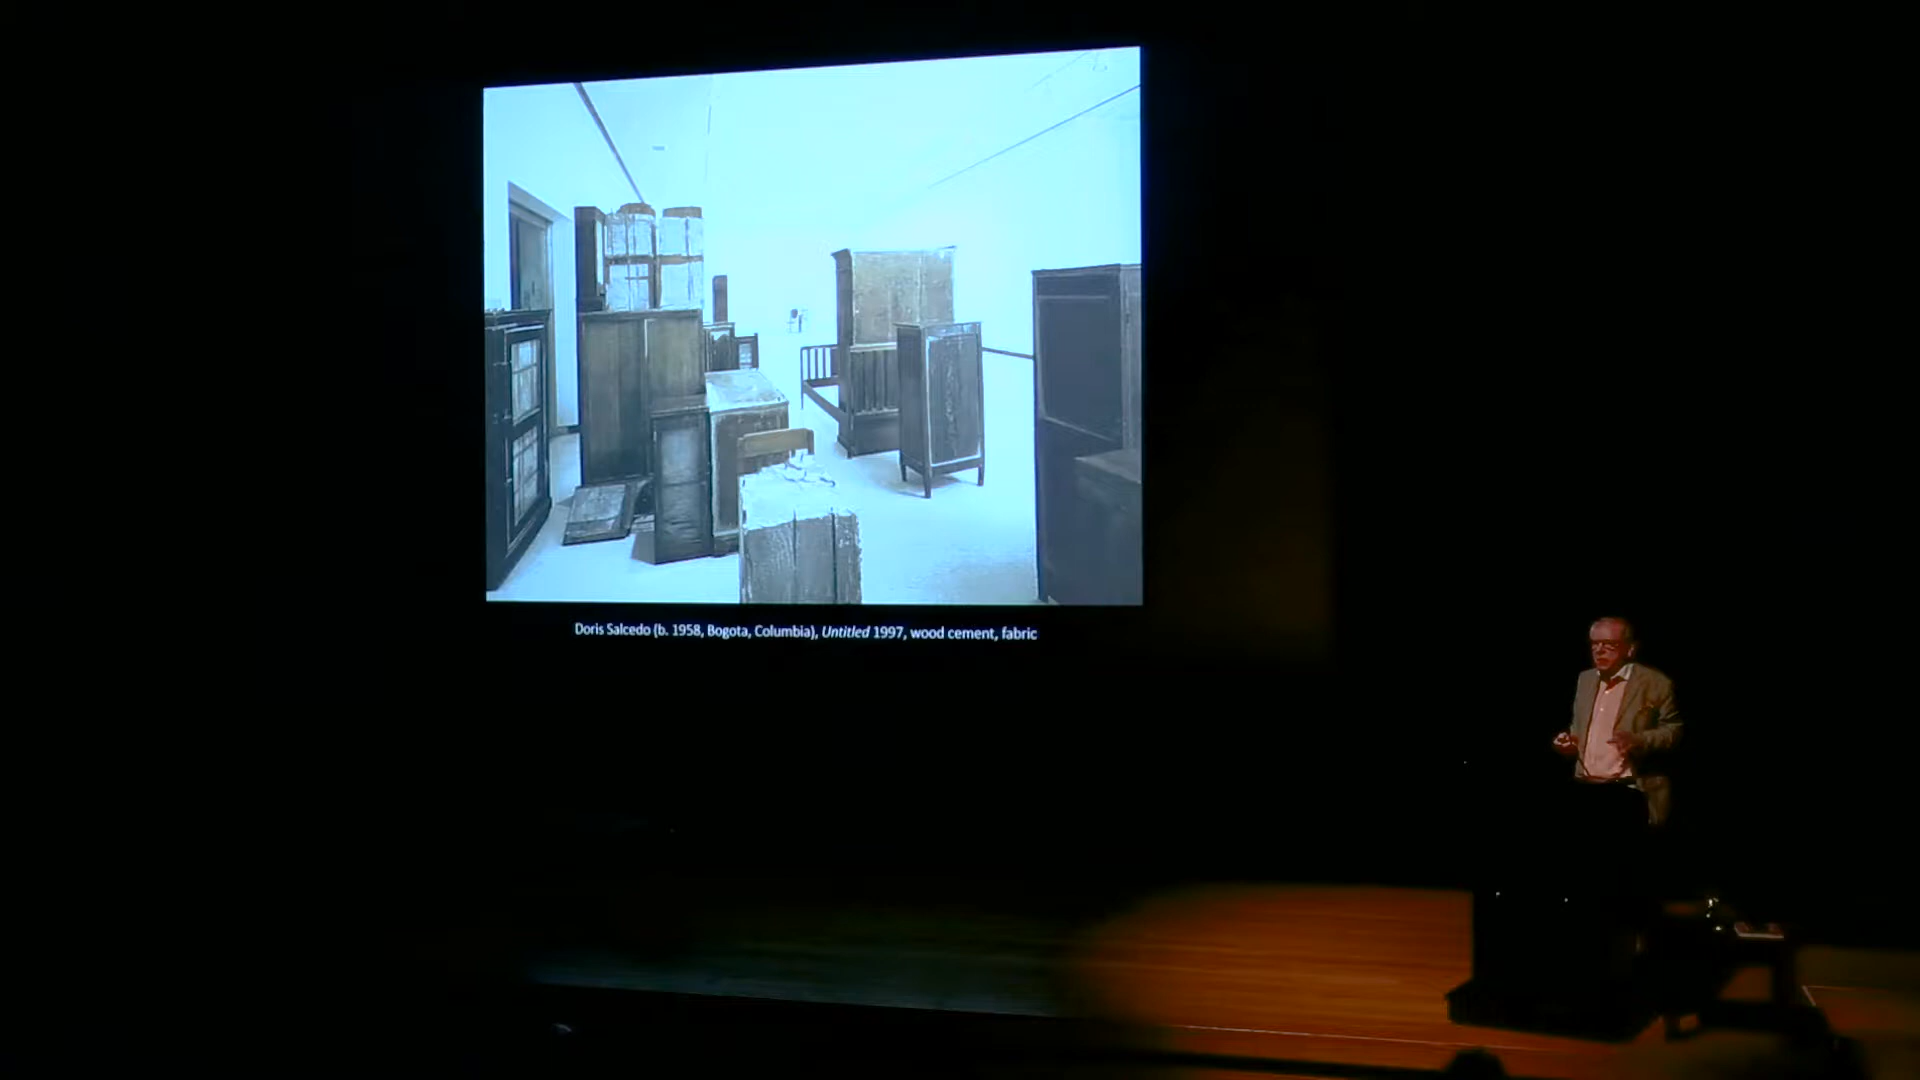 Doris Salcedo (b. 1958, Bogota, Columbia), Untitled 1997, wood cement, fabric